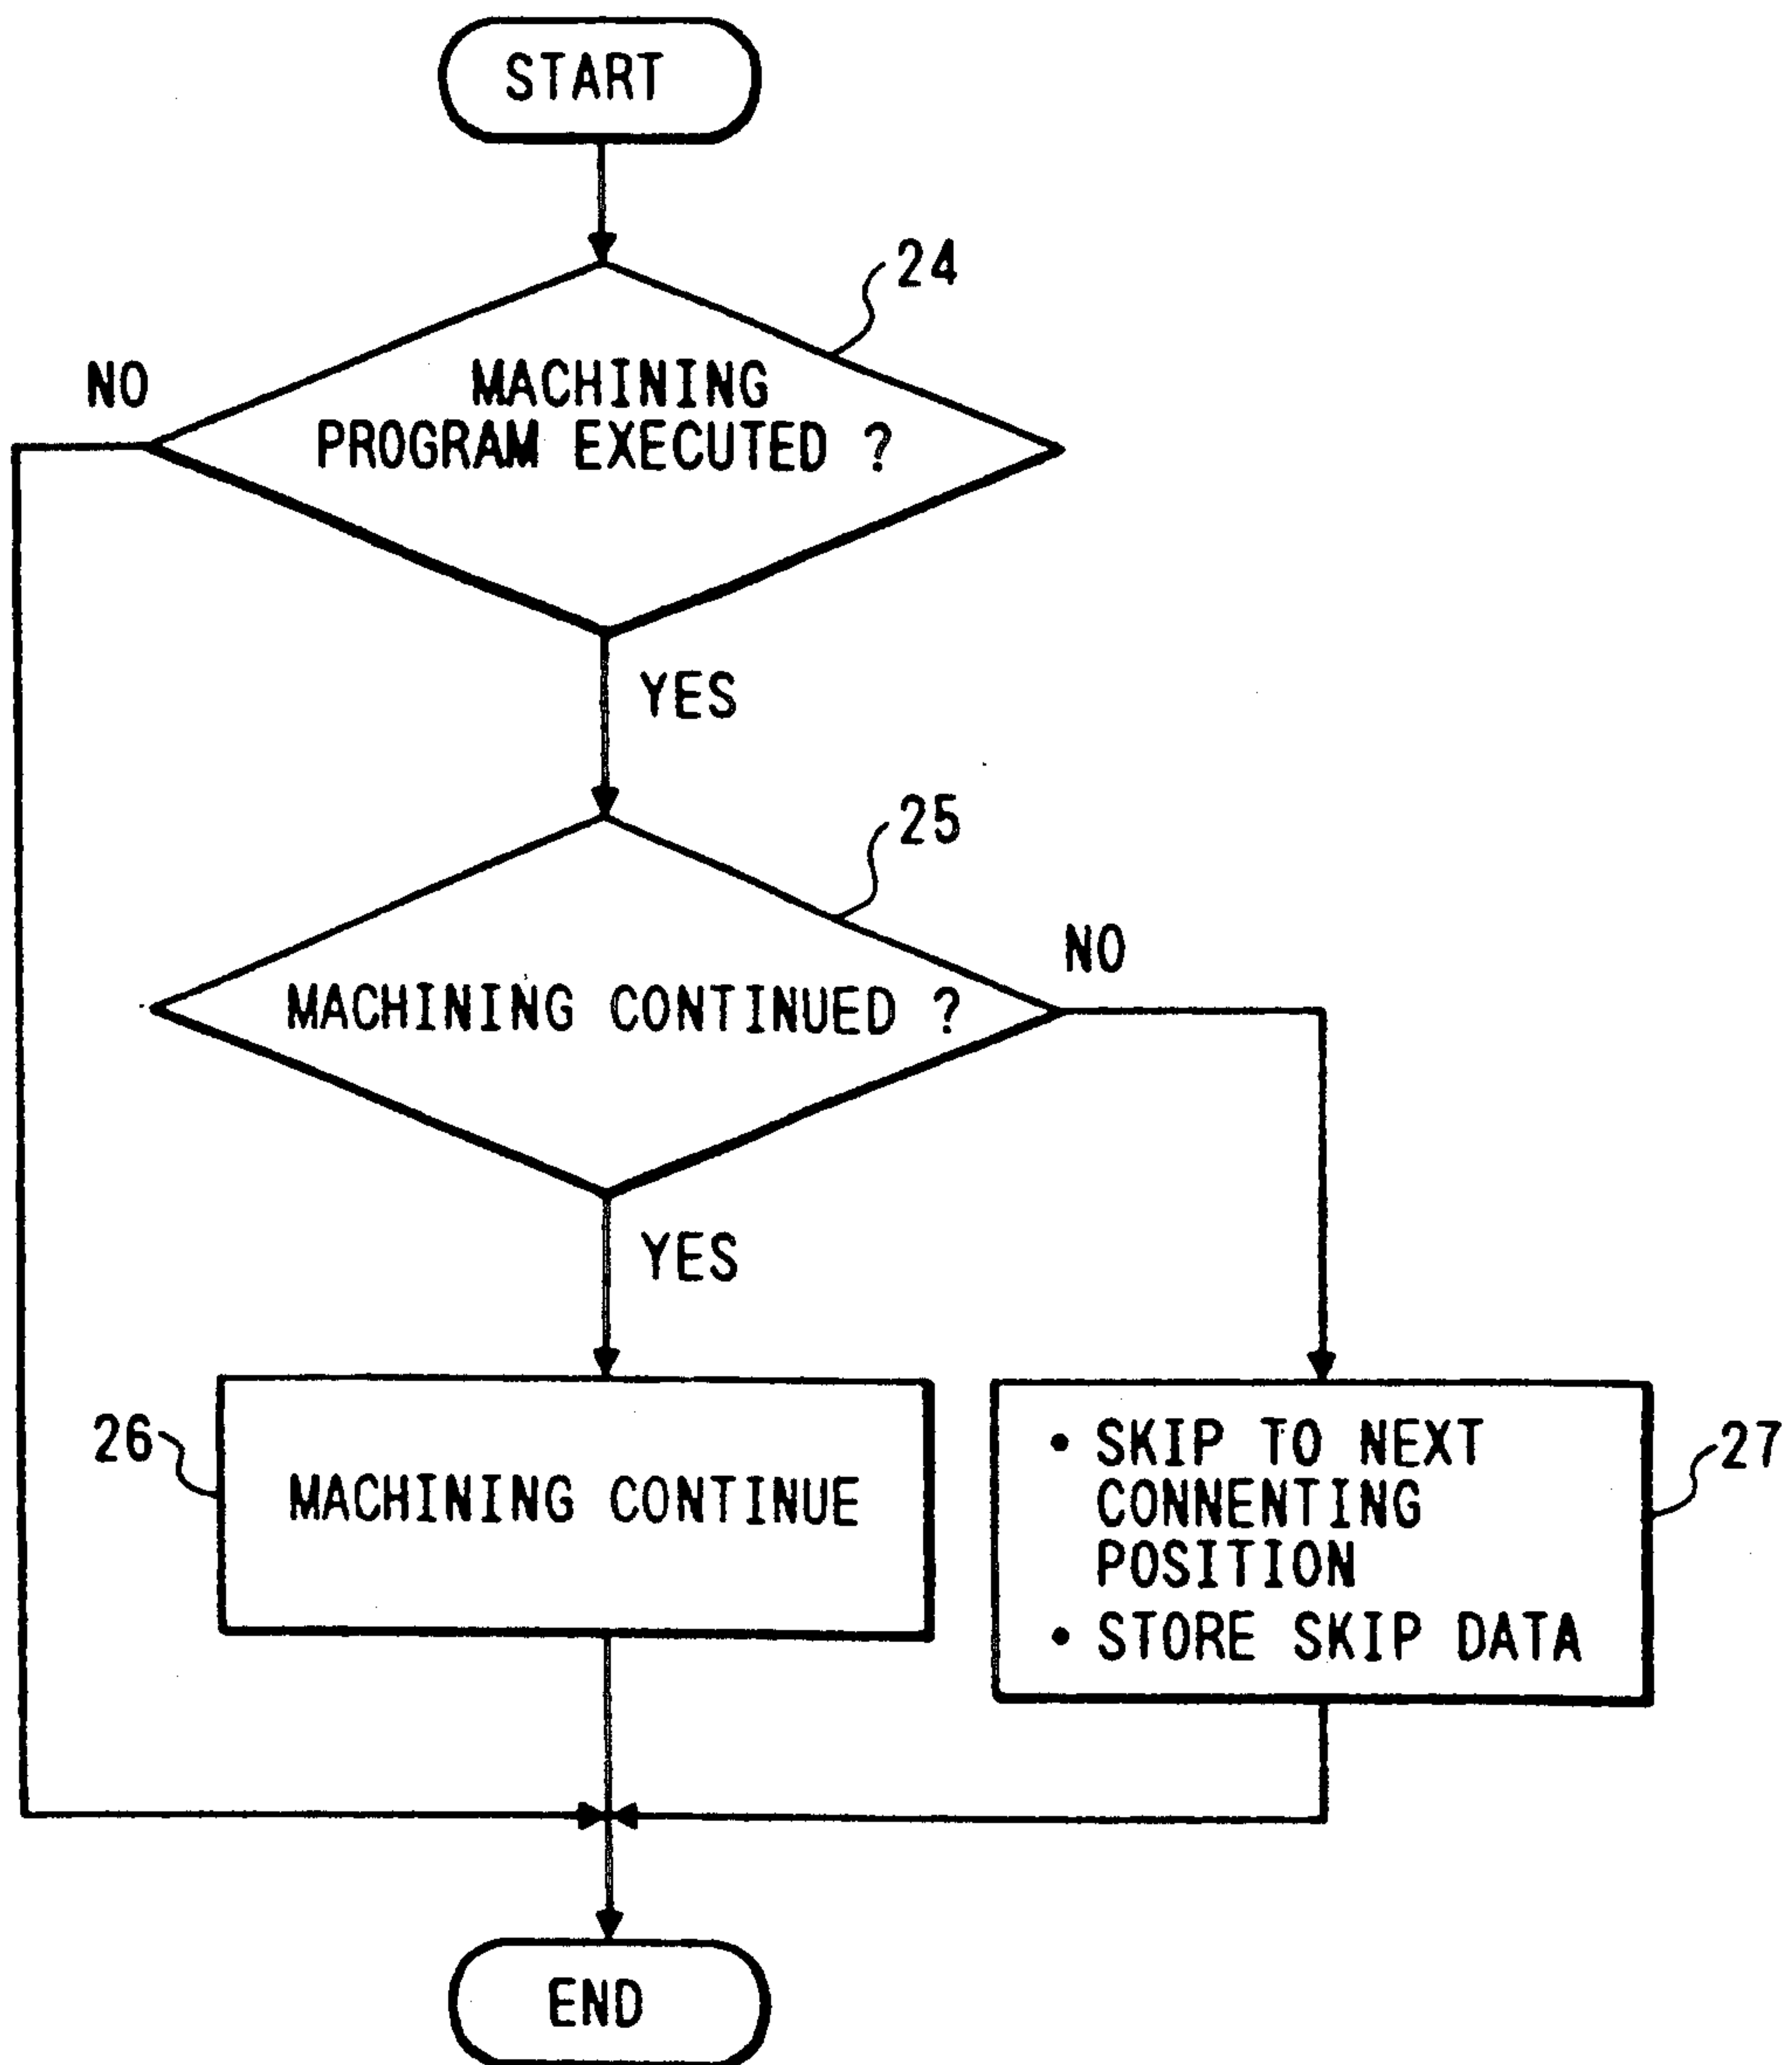 START
24
NO
MACHINING
PROGRAM EXECUTED ?
YES
25
NO
MACHINING CONTINUED ?
YES
26
MACHINING CONTINUE
• SKIP TO NEXT
CONNENTING
POSITION
• STORE SKIP DATA
27
END